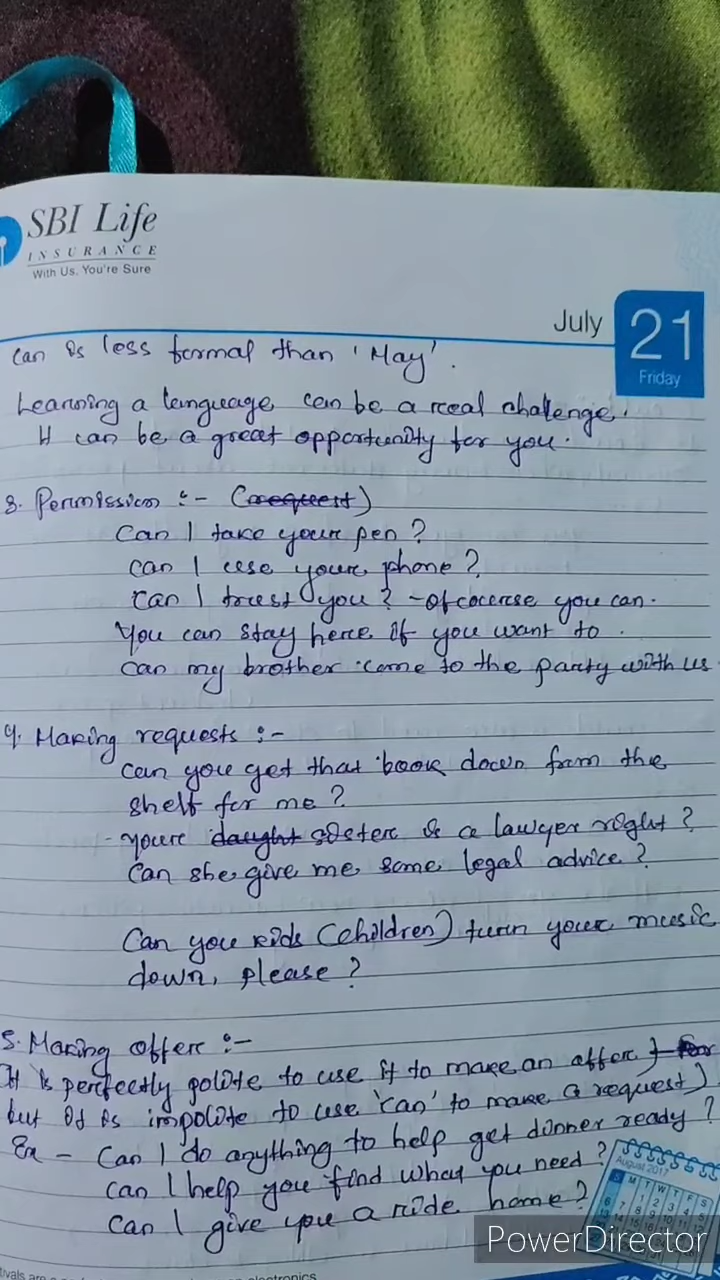 SBI Life
INSURANCE
With Us, You're Sure
July 21
Friday
Can is less formal than 'May'.
Learning a language can be a real challenge.
It can be a great opportunity for you.
3. Permission :- (request)
Can I take your pen?
Can I use your phone?
Can I trust you? - Of course you can.
You can stay here if you want to.
Can my brother come to the party with us
4. Making requests :-
Can you get that book down from the
shelf for me?
- your daught sister is a lawyer right?
Can she give me some legal advice?
Can you kids (children) turn your music
down, please?
5. Making offer :-
It is perfectly polite to use it to make an offer } for
but it is impolite to use 'can' to make a request)
Ex - Can I do anything to help get dinner ready?
Can I help you find what you need?
Can I give you a ride home?
August 2017
S M T W T F S
PowerDirector